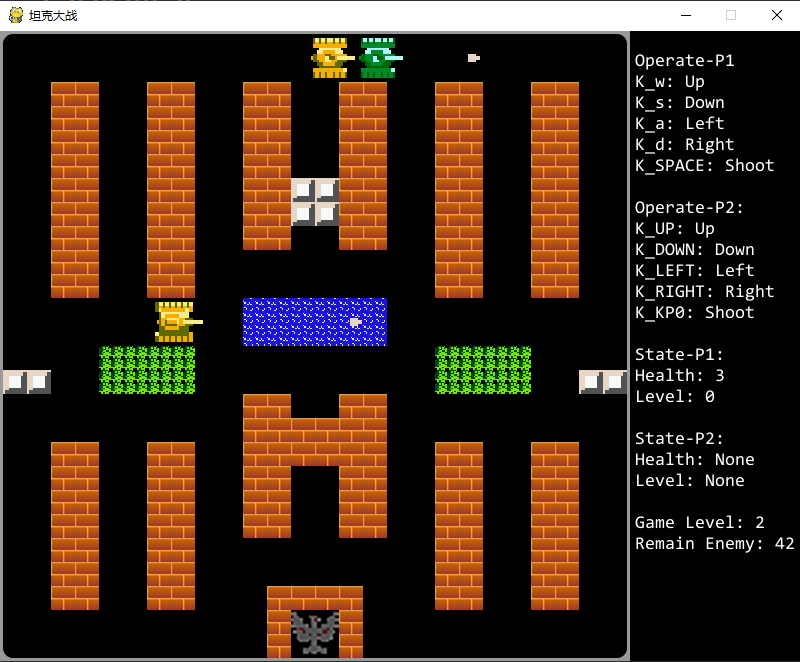 坦克大战
Operate-P1
K_w: Up
K_s: Down
K_a: Left
K_d: Right
K_SPACE: Shoot
Operate-P2:
K_UP: Up
K_DOWN: Down
K_LEFT: Left
K_RIGHT: Right
K_KP0: Shoot
State-P1:
Health: 3
Level: 0
State-P2:
Health: None
Level: None
Game Level: 2
Remain Enemy: 42